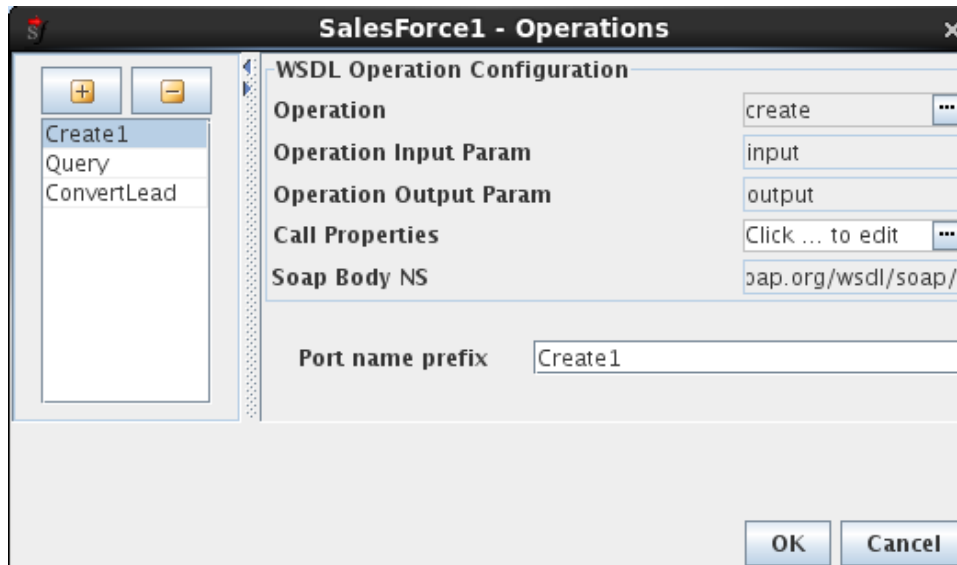 SalesForce1 - Operations
Create1
Query
ConvertLead
WSDL Operation Configuration
Operation create ...
Operation Input Param input
Operation Output Param output
Call Properties Click ... to edit ...
Soap Body NS oap.org/wsdl/soap/
Port name prefix Create1
OK Cancel